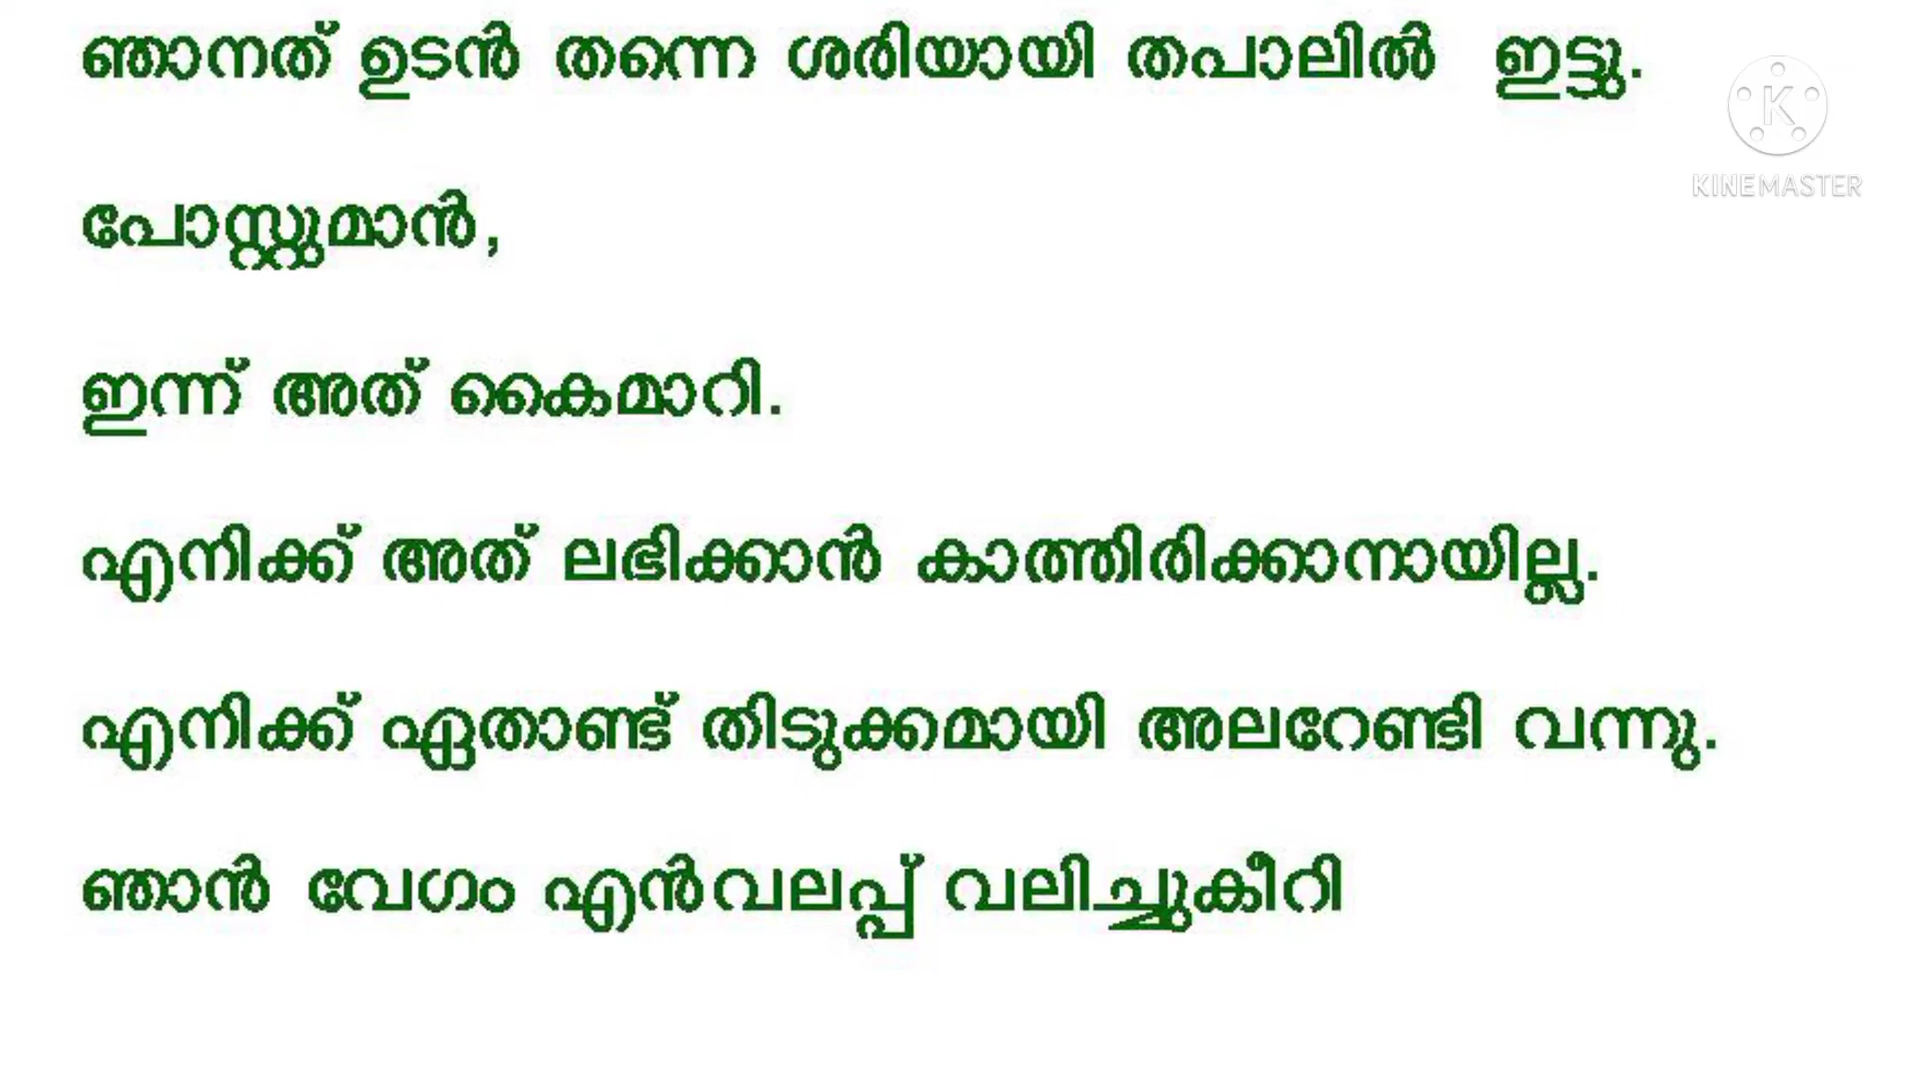 ഞാനത് ഉടൻ തന്നെ ശരിയായി തപാലിൽ ഇട്ടു.
KINEMASTER
പോസ്റ്റുമാൻ,
ഇന്ന് അത് കൈമാറി.
എനിക്ക് അത് ലഭിക്കാൻ കാത്തിരിക്കാനായില്ല.
എനിക്ക് ഏതാണ്ട് തിടുക്കമായി അലറേണ്ടി വന്നു.
ഞാൻ വേഗം എൻവലപ്പ് വലിച്ചുകീറി